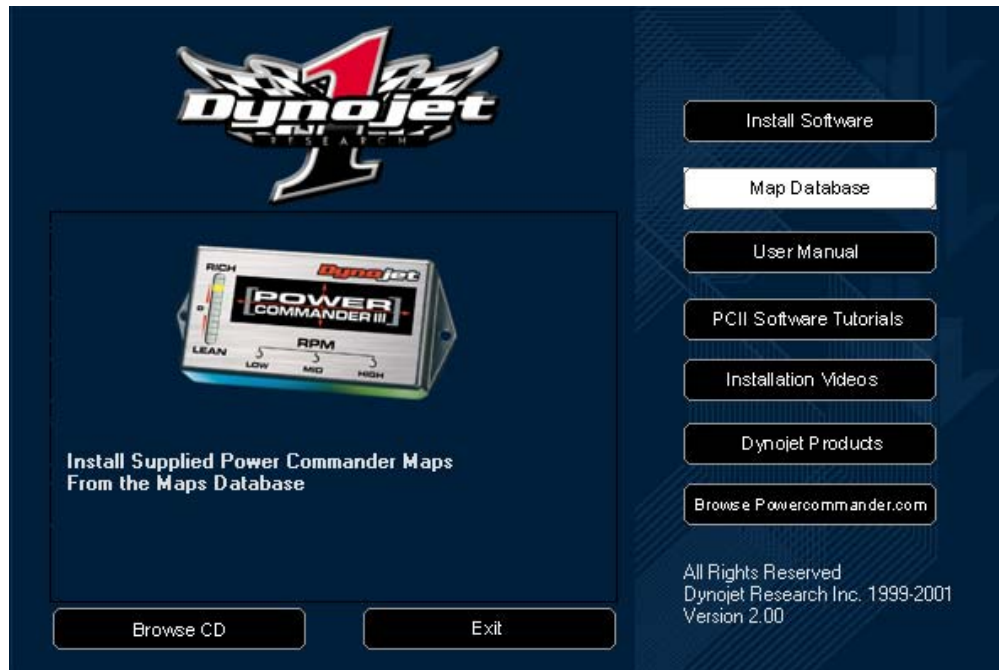 Dynojet
RESEARCH
1
RICH
Dynojet
POWER
COMMANDER III
LEAN
RPM
LOW
MID
HIGH
Install Supplied Power Commander Maps
From the Maps Database
Browse CD
Exit
Install Software
Map Database
User Manual
PCII Software Tutorials
Installation Videos
Dynojet Products
Browse Powercommander.com
All Rights Reserved
Dynojet Research Inc. 1999-2001
Version 2.00